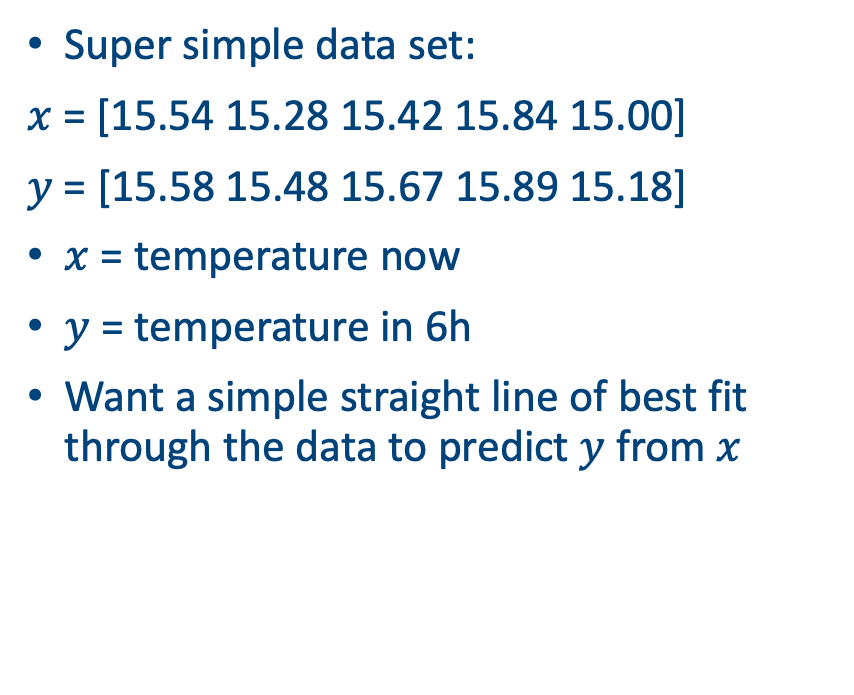 • Super simple data set:
x = [15.54 15.28 15.42 15.84 15.00]
y = [15.58 15.48 15.67 15.89 15.18]
• x = temperature now
• y = temperature in 6h
• Want a simple straight line of best fit
through the data to predict y from x